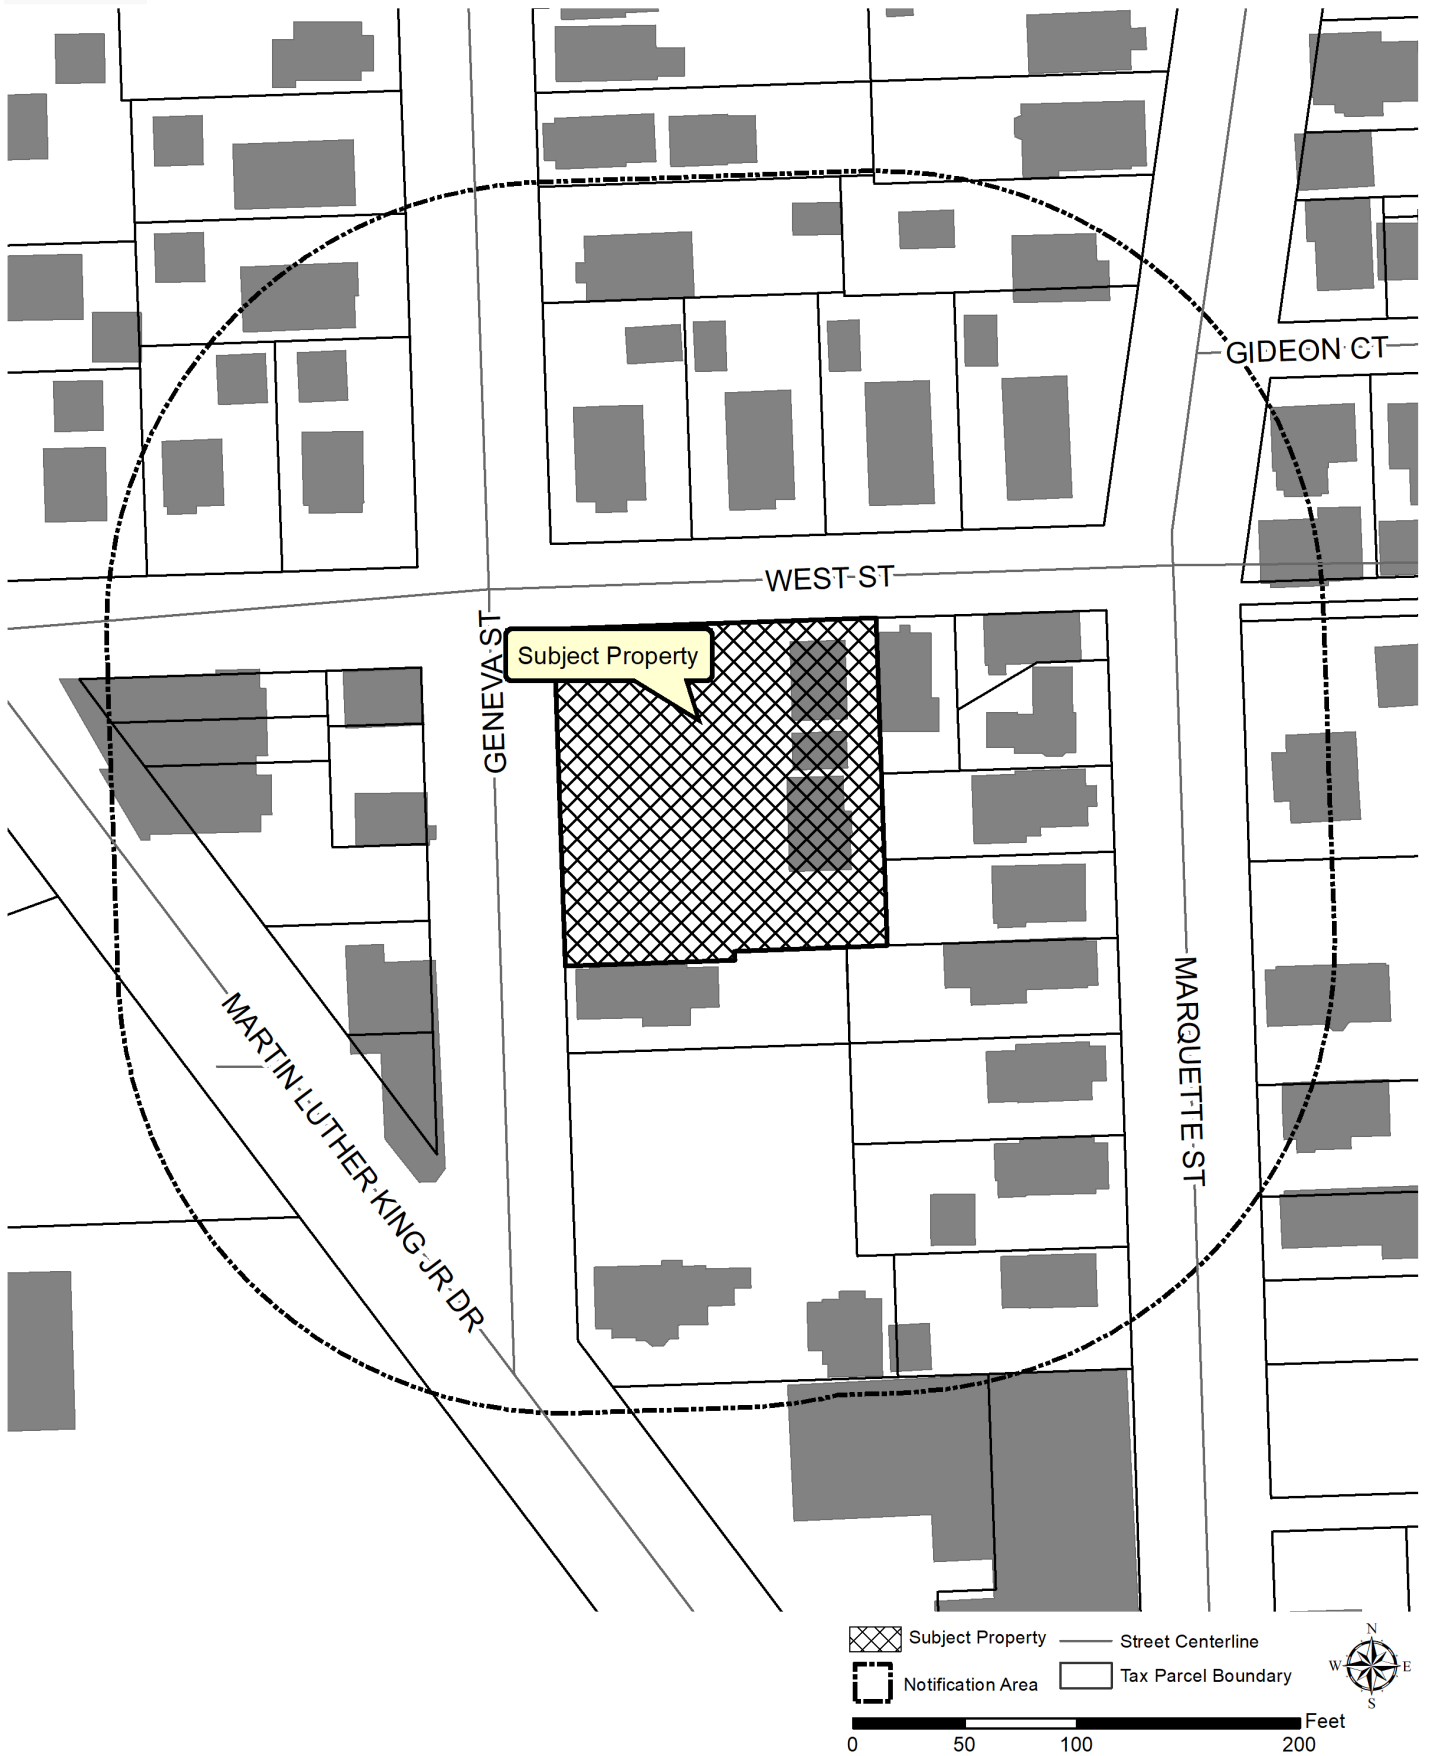 GIDEON CT
WEST ST
GENEVA ST
Subject Property
MARTIN LUTHER KING JR DR
MARQUETTE ST
Subject Property
Street Centerline
Notification Area
Tax Parcel Boundary
N
W E
S
Feet
0 50 100 200